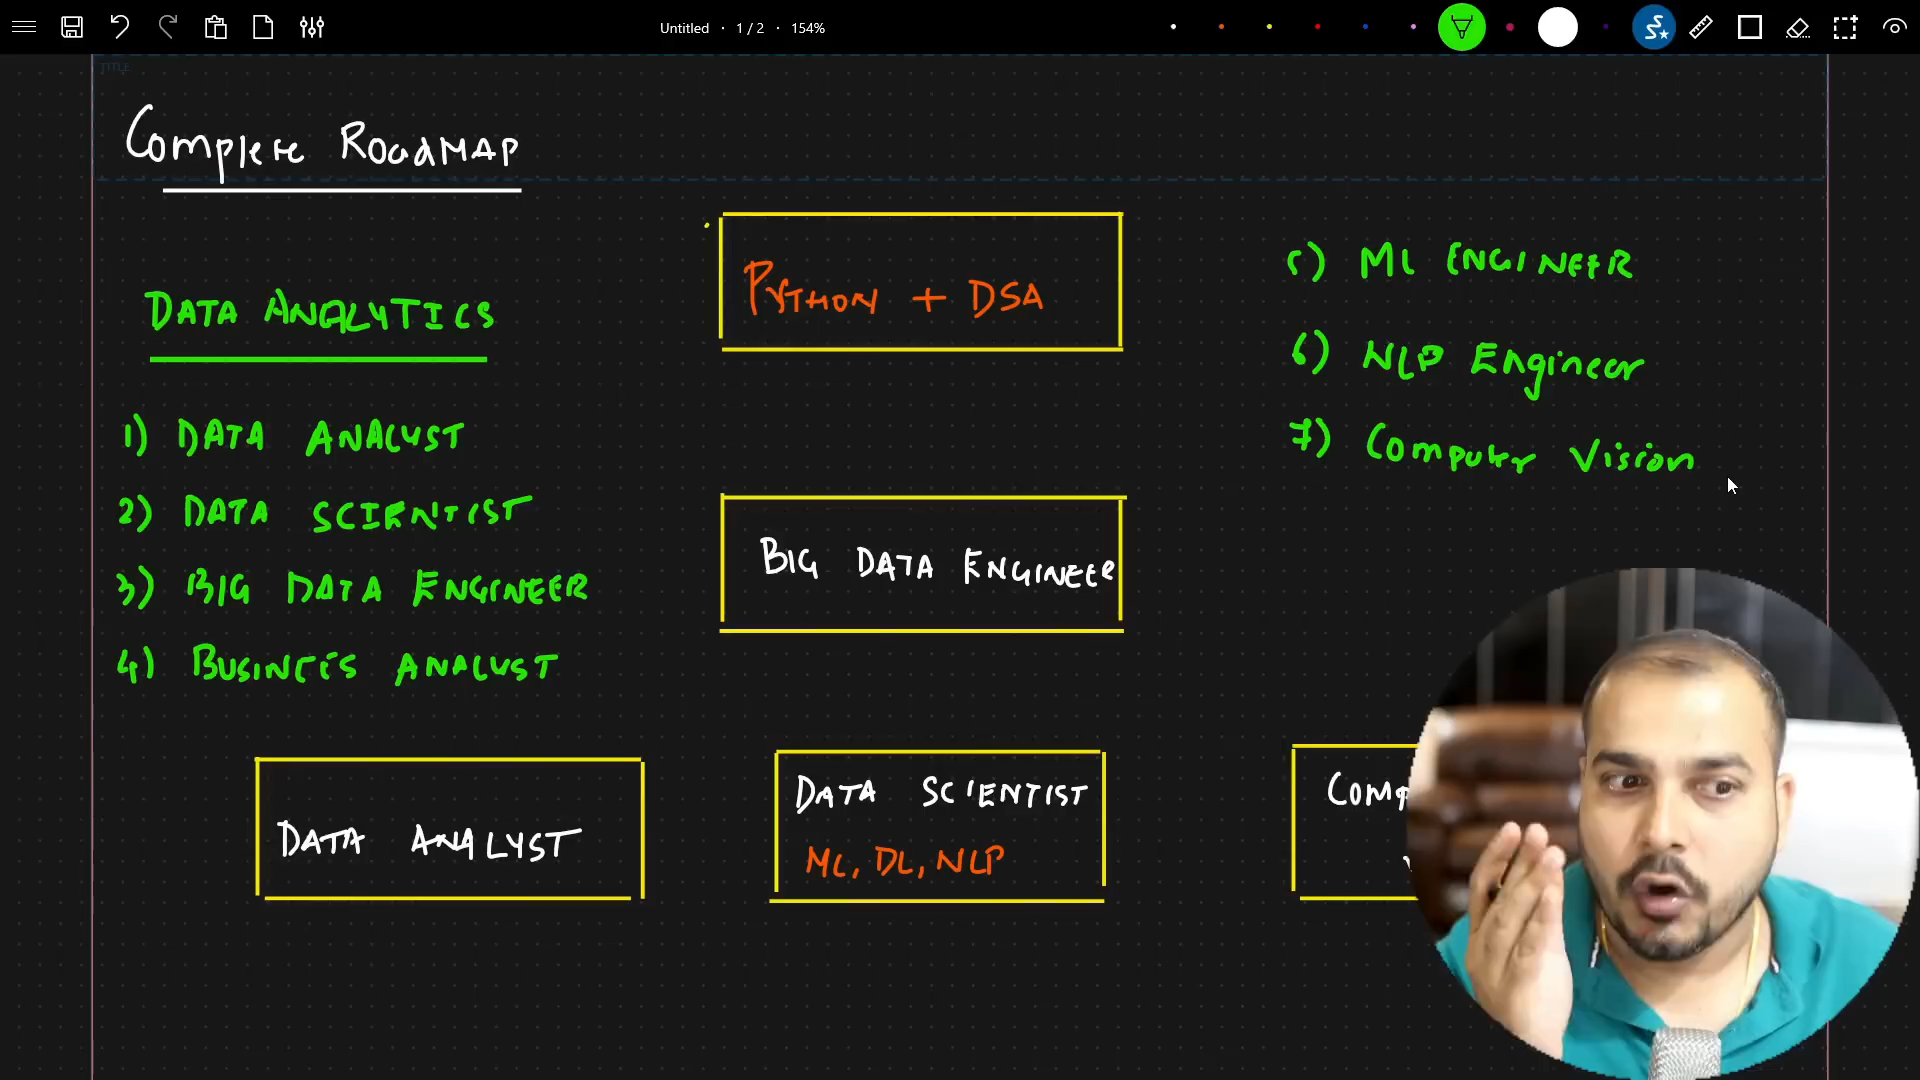 Untitled · 1 / 2 · 154%
TITLE
Complete RoadMAP
PYTHON + DSA
DATA ANALYTICS
1) DATA ANALYST
2) DATA SCIENTIST
3) BIG DATA ENGINEER
4) BUSINESS ANALYST
5) ML ENGINEER
6) NLP Engineer
7) Computer Vision
BIG DATA ENGINEER
DATA ANALYST
DATA SCIENTIST
ML, DL, NLP
COMP